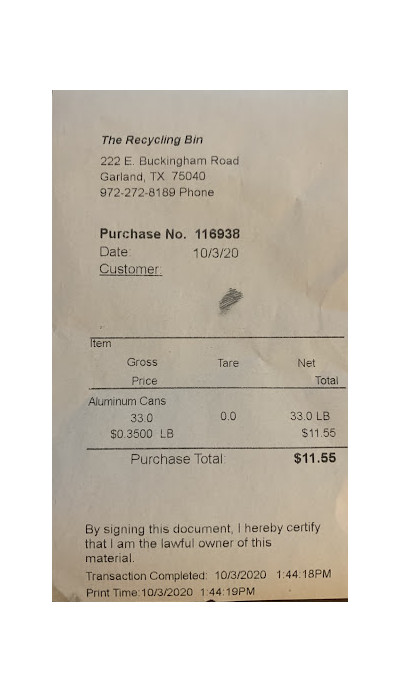 The Recycling Bin
222 E. Buckingham Road
Garland, TX 75040
972-272-8189 Phone
Purchase No. 116938
Date: 10/3/20
Customer:
Item
Gross Tare Net
Price Total
Aluminum Cans
33.0 0.0 33.0 LB
$0.3500 LB $11.55
Purchase Total: $11.55
By signing this document, I hereby certify
that I am the lawful owner of this
material.
Transaction Completed: 10/3/2020 1:44:18PM
Print Time:10/3/2020 1:44:19PM